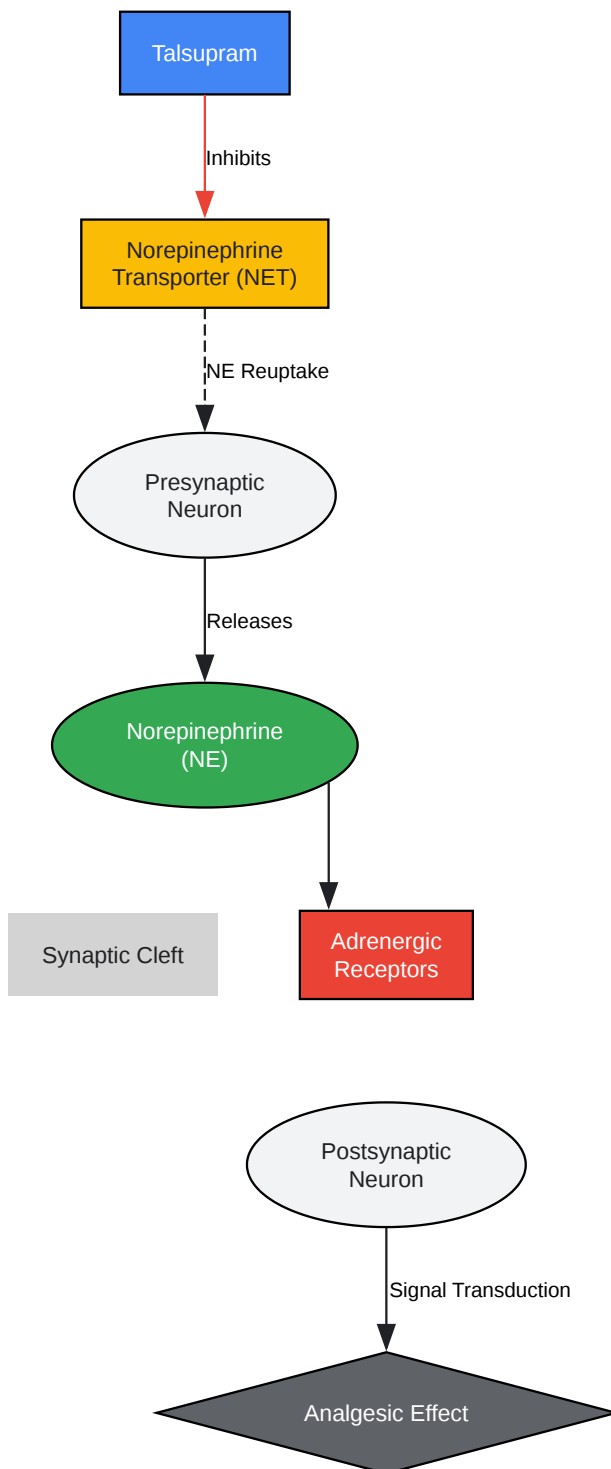 Talsupram
Inhibits
Norepinephrine
Transporter (NET)
NE Reuptake
Presynaptic
Neuron
Releases
Norepinephrine
(NE)
Synaptic Cleft
Adrenergic
Receptors
Postsynaptic
Neuron
Signal Transduction
Analgesic Effect